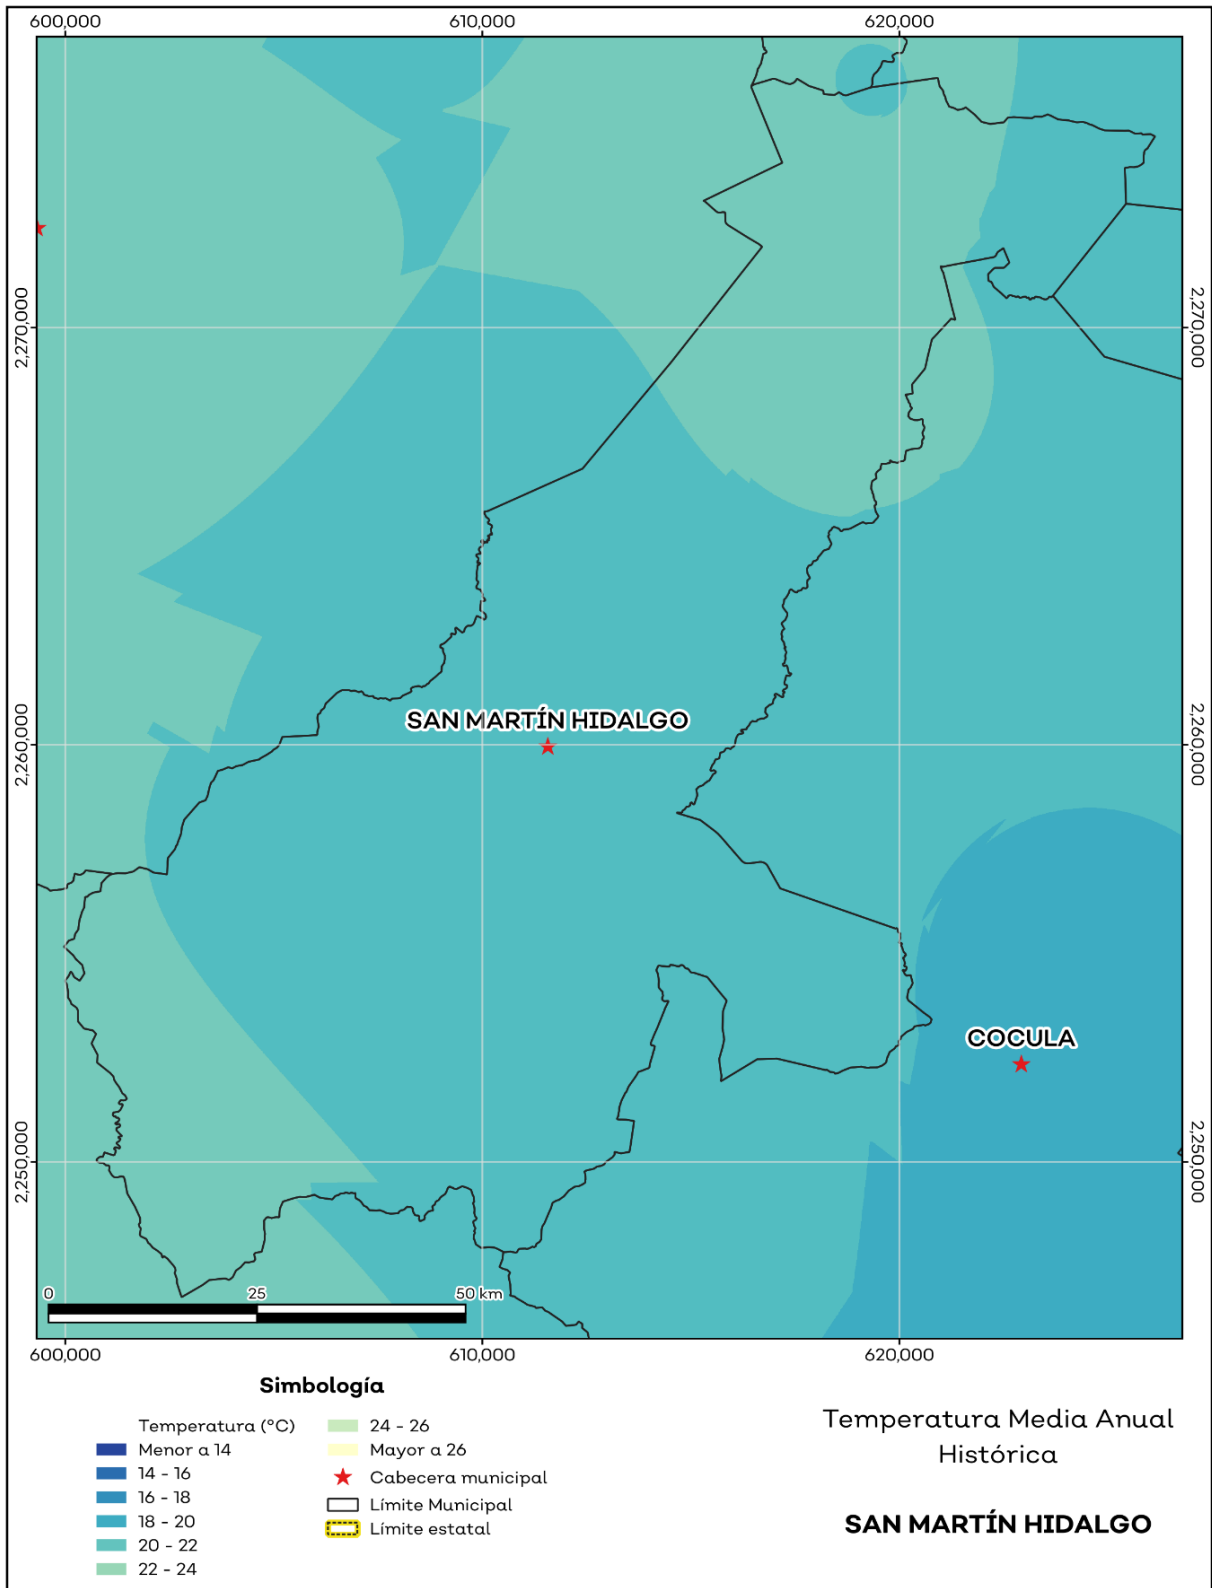 600,000
610,000
620,000
2,270,000
2,270,000
SAN MARTÍN HIDALGO
2,260,000
2,260,000
COCULA
2,250,000
2,250,000
0
25
50 km
600,000
610,000
620,000
Simbología
Temperatura (°C)
Menor a 14
14 - 16
16 - 18
18 - 20
20 - 22
22 - 24
24 - 26
Mayor a 26
Cabecera municipal
Límite Municipal
Límite estatal
Temperatura Media Anual
Histórica
SAN MARTÍN HIDALGO